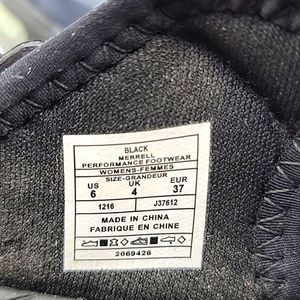 BLACK
MERRELL
PERFORMANCE FOOTWEAR
WOMENS-FEMMES
SIZE-GRANDEUR
US UK EUR
6 4 37
1216 J37612
MADE IN CHINA
FABRIQUE EN CHINE
2069426